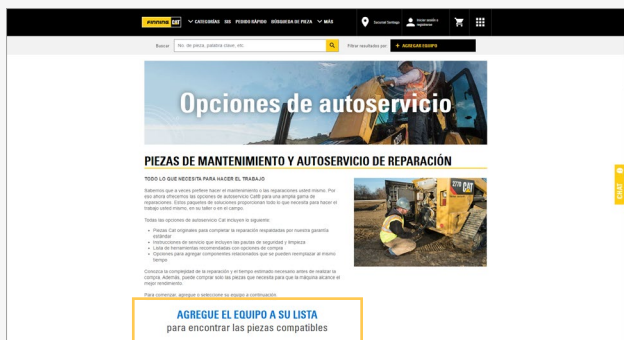 FINNING CAT
CATEGORÍAS SIS PEDIDO RÁPIDO BÚSQUEDA DE PIEZA MÁS
Sucursal Santiago
Iniciar sesión o
registrarse
Buscar No. de pieza, palabra clave, etc. Filtrar resultados por: + AGREGAR EQUIPO
Opciones de autoservicio
PIEZAS DE MANTENIMIENTO Y AUTOSERVICIO DE REPARACIÓN
TODO LO QUE NECESITA PARA HACER EL TRABAJO
Sabemos que a veces prefiere hacer el mantenimiento o las reparaciones usted mismo. Por
eso ahora ofrecemos las opciones de autoservicio Cat® para una amplia gama de
reparaciones. Estos paquetes de soluciones proporcionan todo lo que necesita para hacer el
trabajo usted mismo, en su taller o en el campo.
Todas las opciones de autoservicio Cat incluyen lo siguiente:
• Piezas Cat originales para completar la reparación respaldadas por nuestra garantía
estándar
• Instrucciones de servicio que incluyen las pautas de seguridad y limpieza
• Lista de herramientas recomendadas con opciones de compra
• Opciones para agregar componentes relacionados que se pueden reemplazar al mismo
tiempo.
Conozca la complejidad de la reparación y el tiempo estimado necesario antes de realizar la
compra. Además, puede comprar solo las piezas que necesita para que la máquina alcance el
mejor rendimiento.
Para comenzar, agregue o seleccione su equipo a continuación.
CHAT
AGREGUE EL EQUIPO A SU LISTA
para encontrar las piezas compatibles